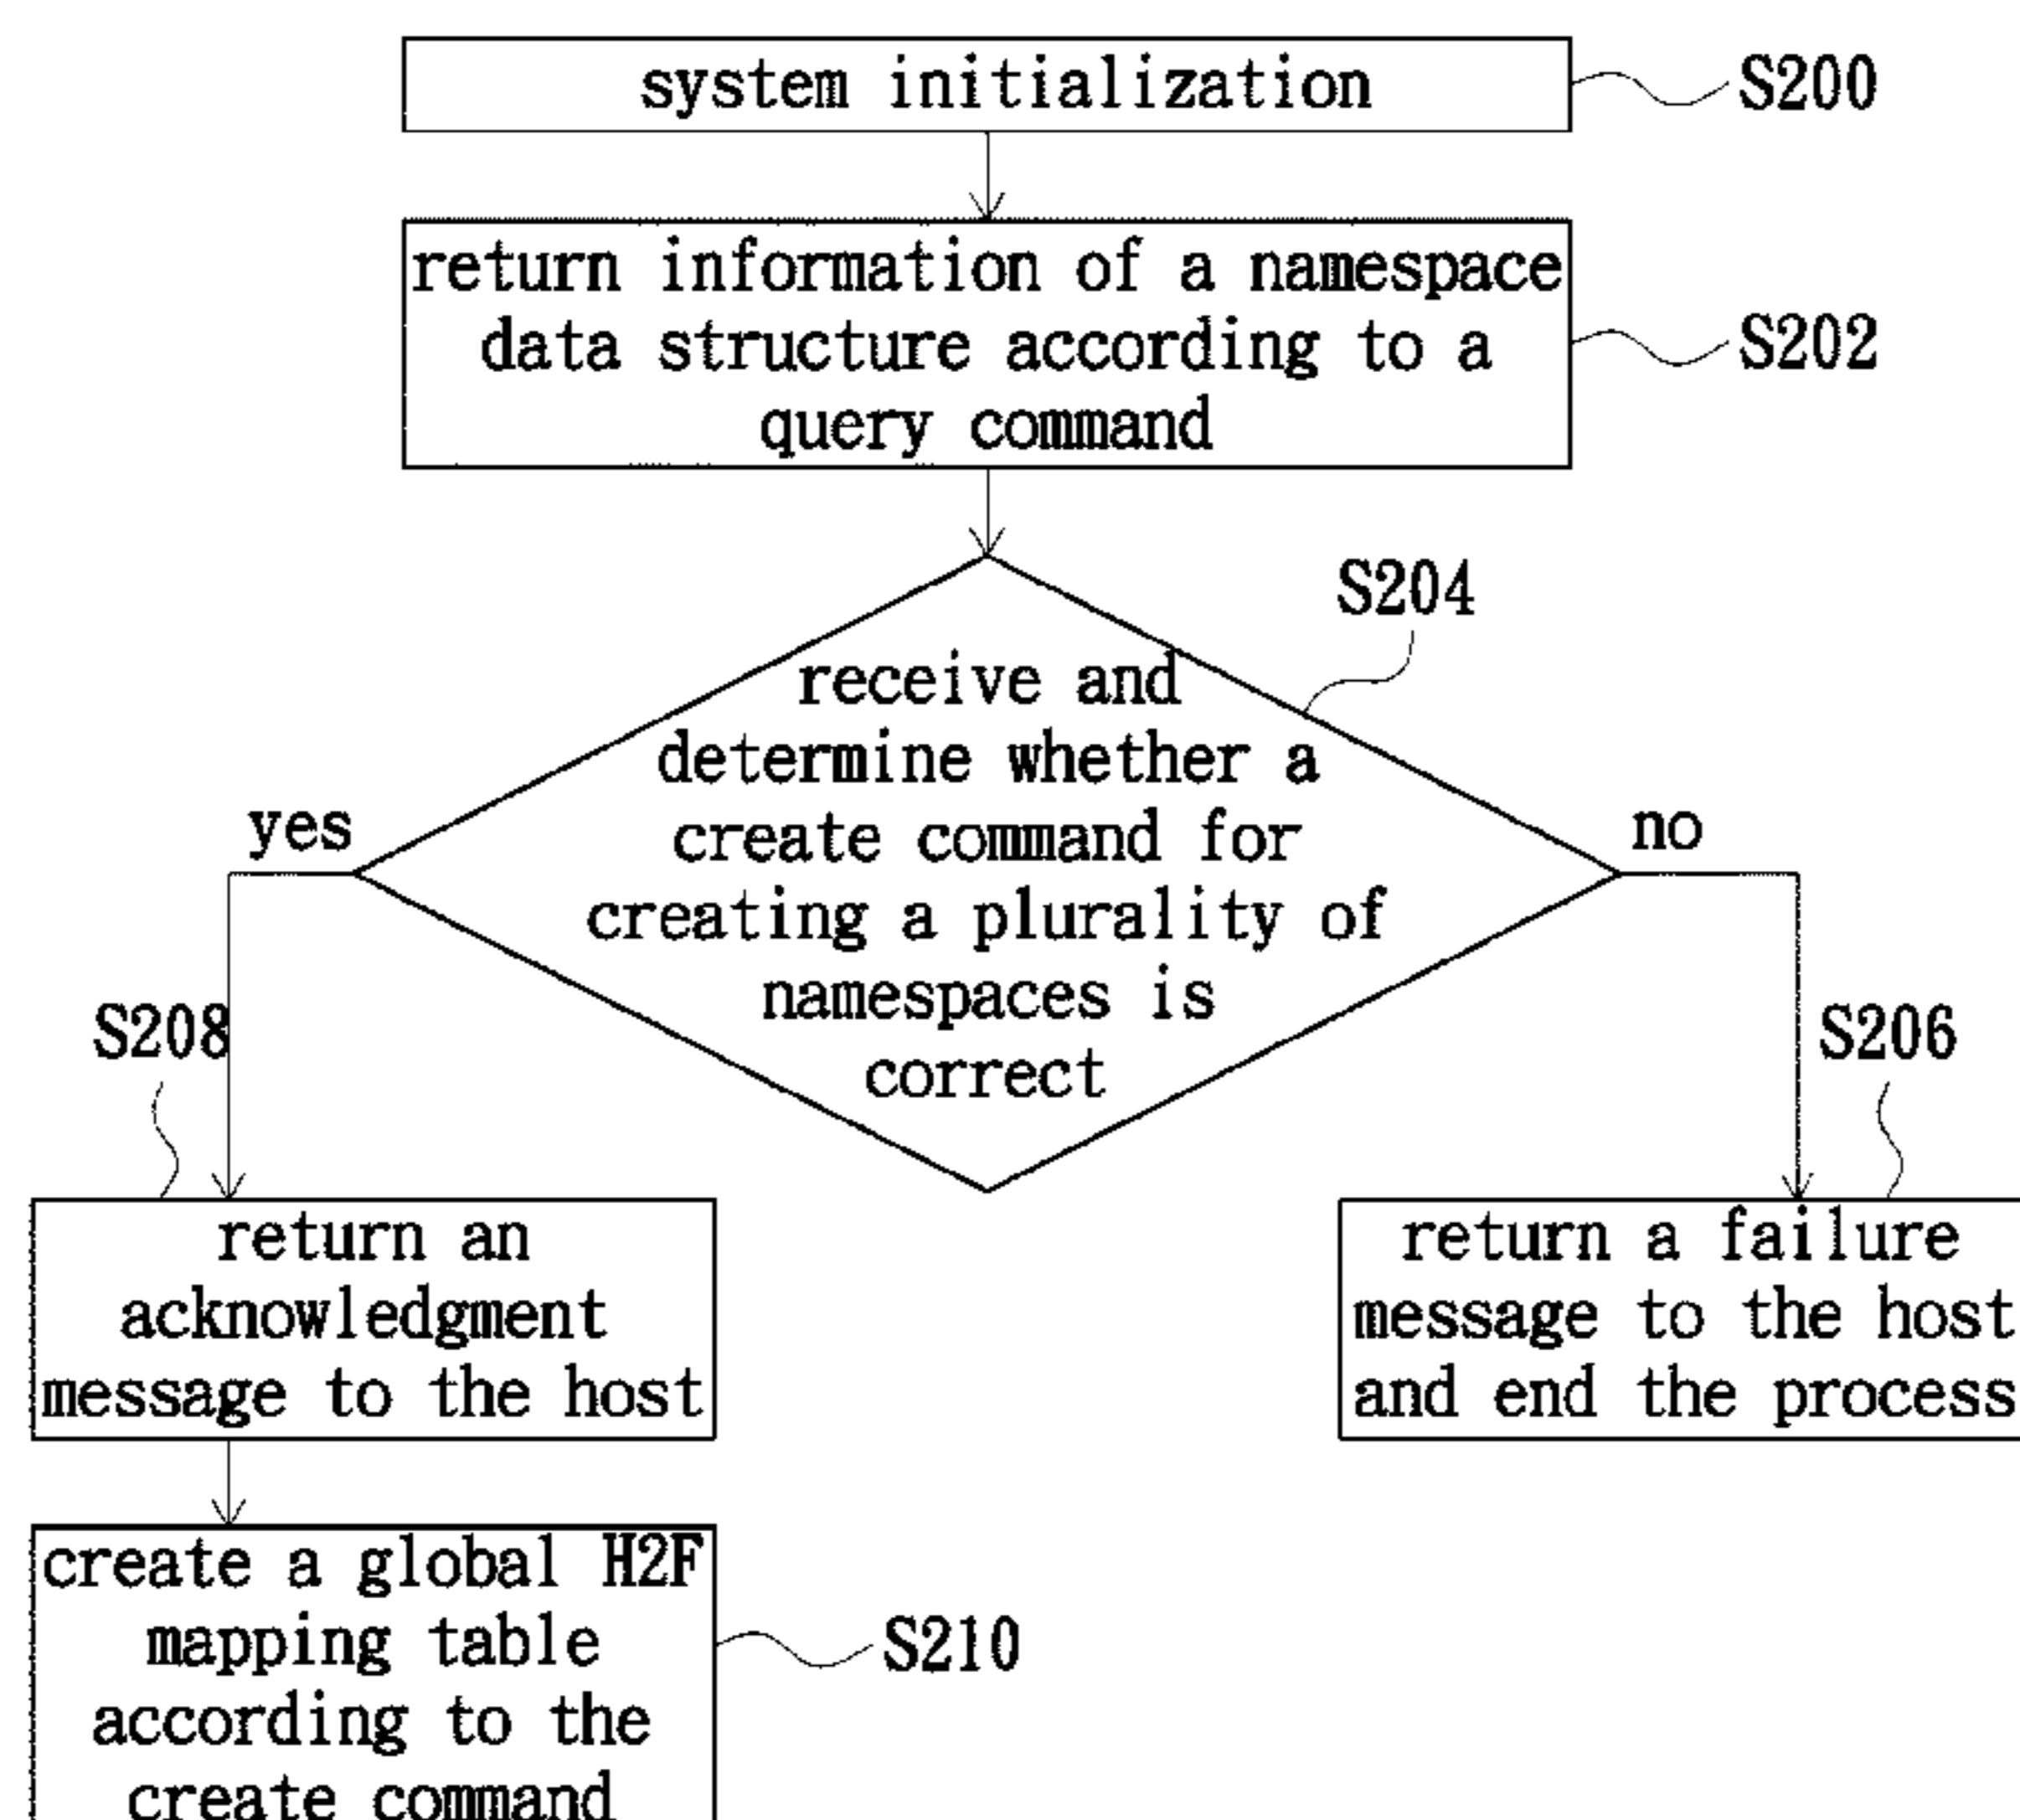 system initialization
S200
return information of a namespace
data structure according to a
query command
S202
S204
receive and
determine whether a
create command for
creating a plurality of
namespaces is
correct
yes
no
S208
S206
return an
acknowledgment
message to the host
return a failure
message to the host
and end the process
create a global H2F
mapping table
according to the
create command
S210